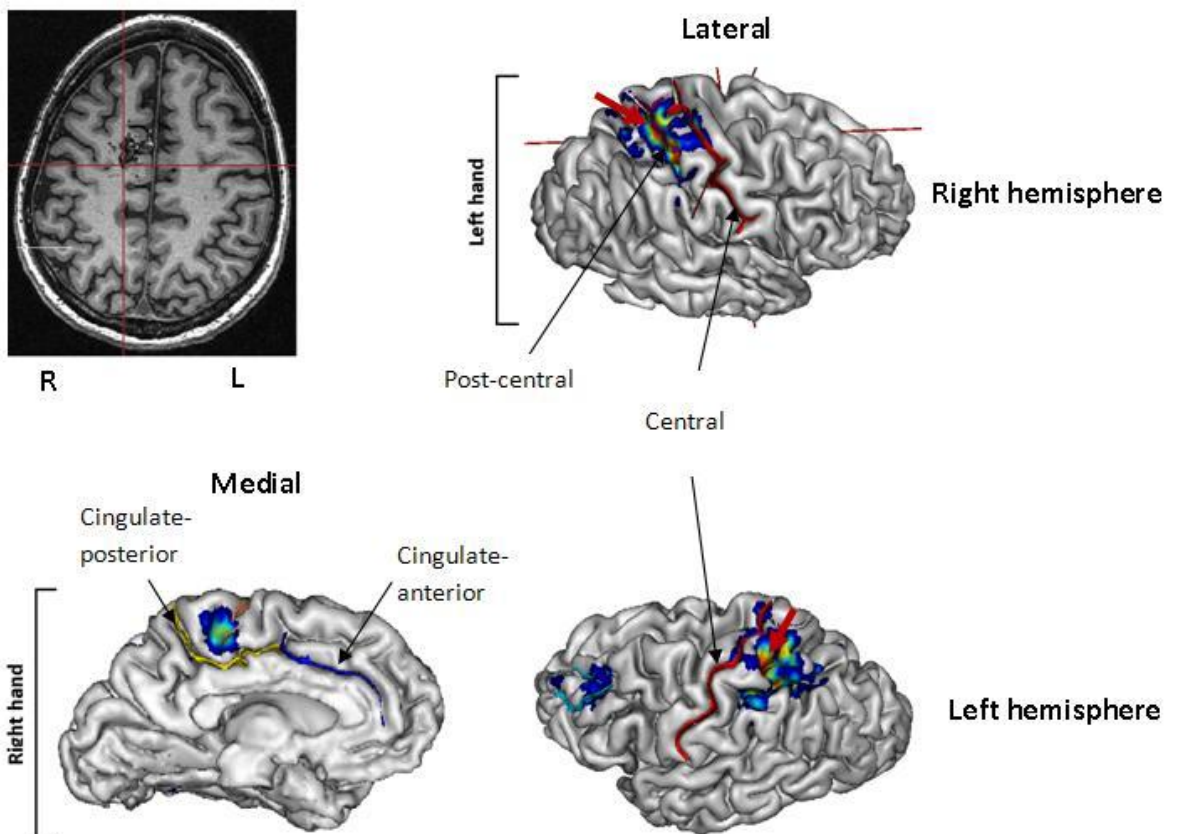 Lateral
Left hand
Right hemisphere
R L
Post-central
Central
Medial
Cingulate-
posterior
Cingulate-
anterior
Right hand
Left hemisphere